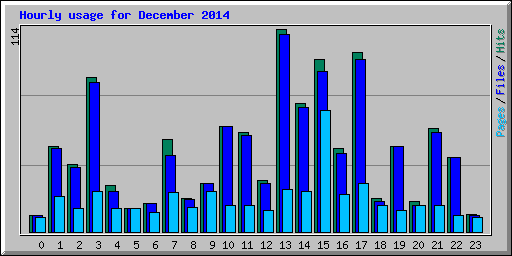 Hourly usage for December 2014
114
Pages / Files / Hits
0 1 2 3 4 5 6 7 8 9 10 11 12 13 14 15 16 17 18 19 20 21 22 23